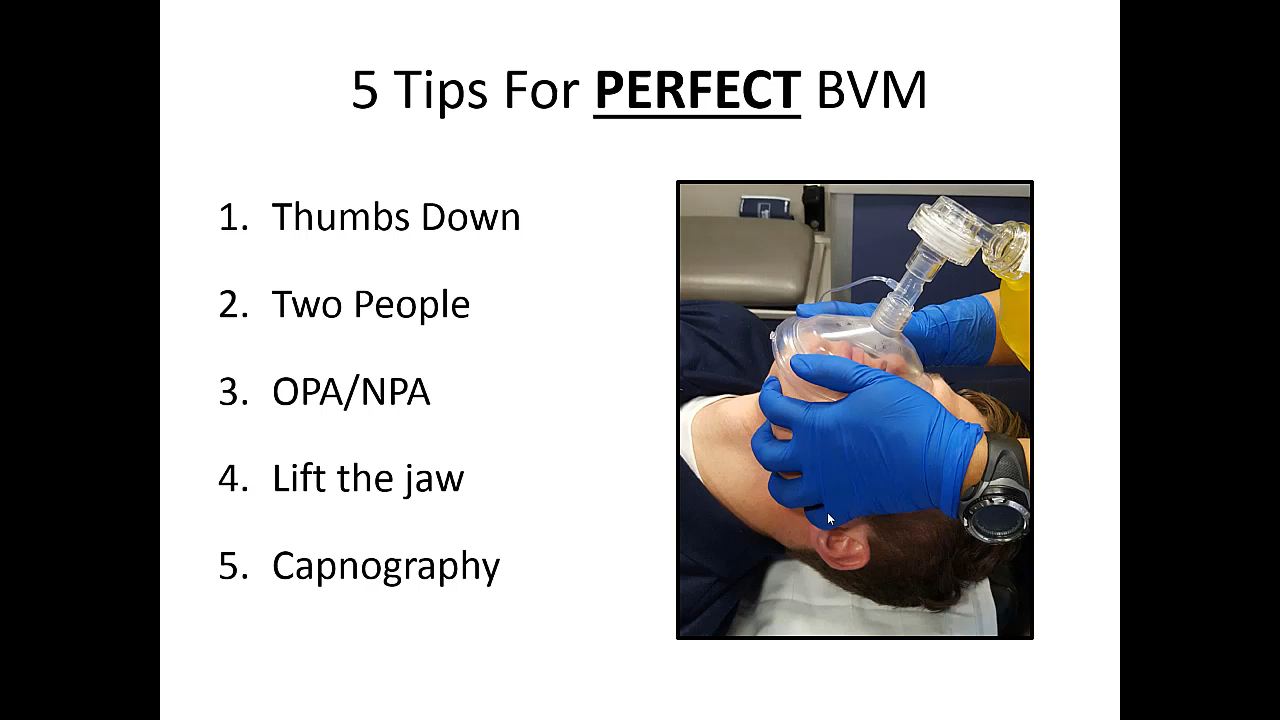 5 Tips For PERFECT BVM
1. Thumbs Down
2. Two People
3. OPA/NPA
4. Lift the jaw
5. Capnography